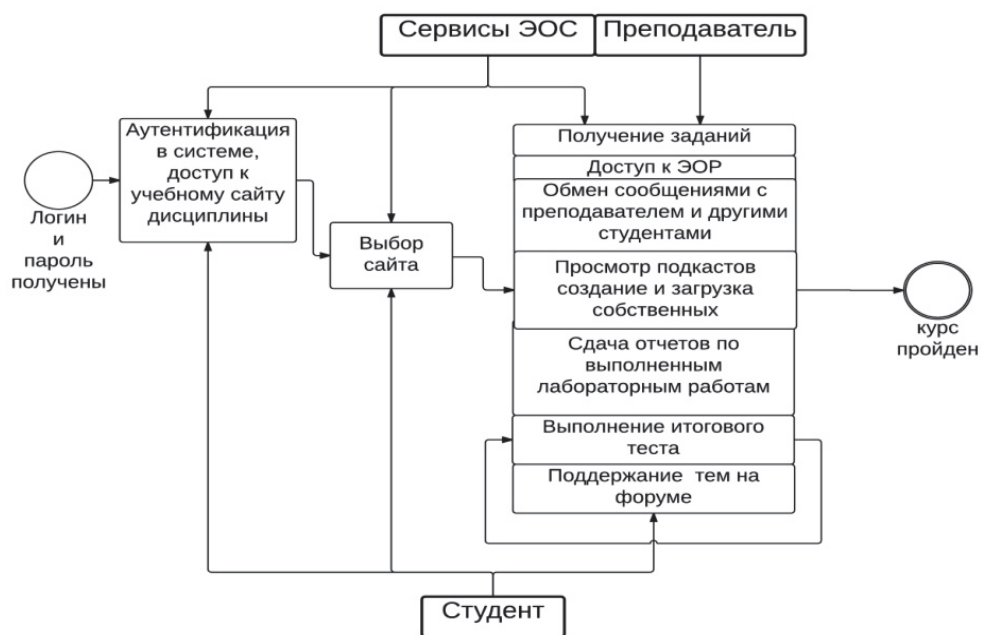 Сервисы ЭОС
Преподаватель
Аутентификация
в системе,
доступ к
учебному сайту
дисциплины
Логин
и
пароль
получены
Выбор
сайта
Получение заданий
Доступ к ЭОР
Обмен сообщениями с
преподавателем и другими
студентами
Просмотр подкастов
создание и загрузка
собственных
Сдача отчетов по
выполненным
лабораторным работам
Выполнение итогового
теста
Поддержание тем на
форуме
курс
пройден
Студент